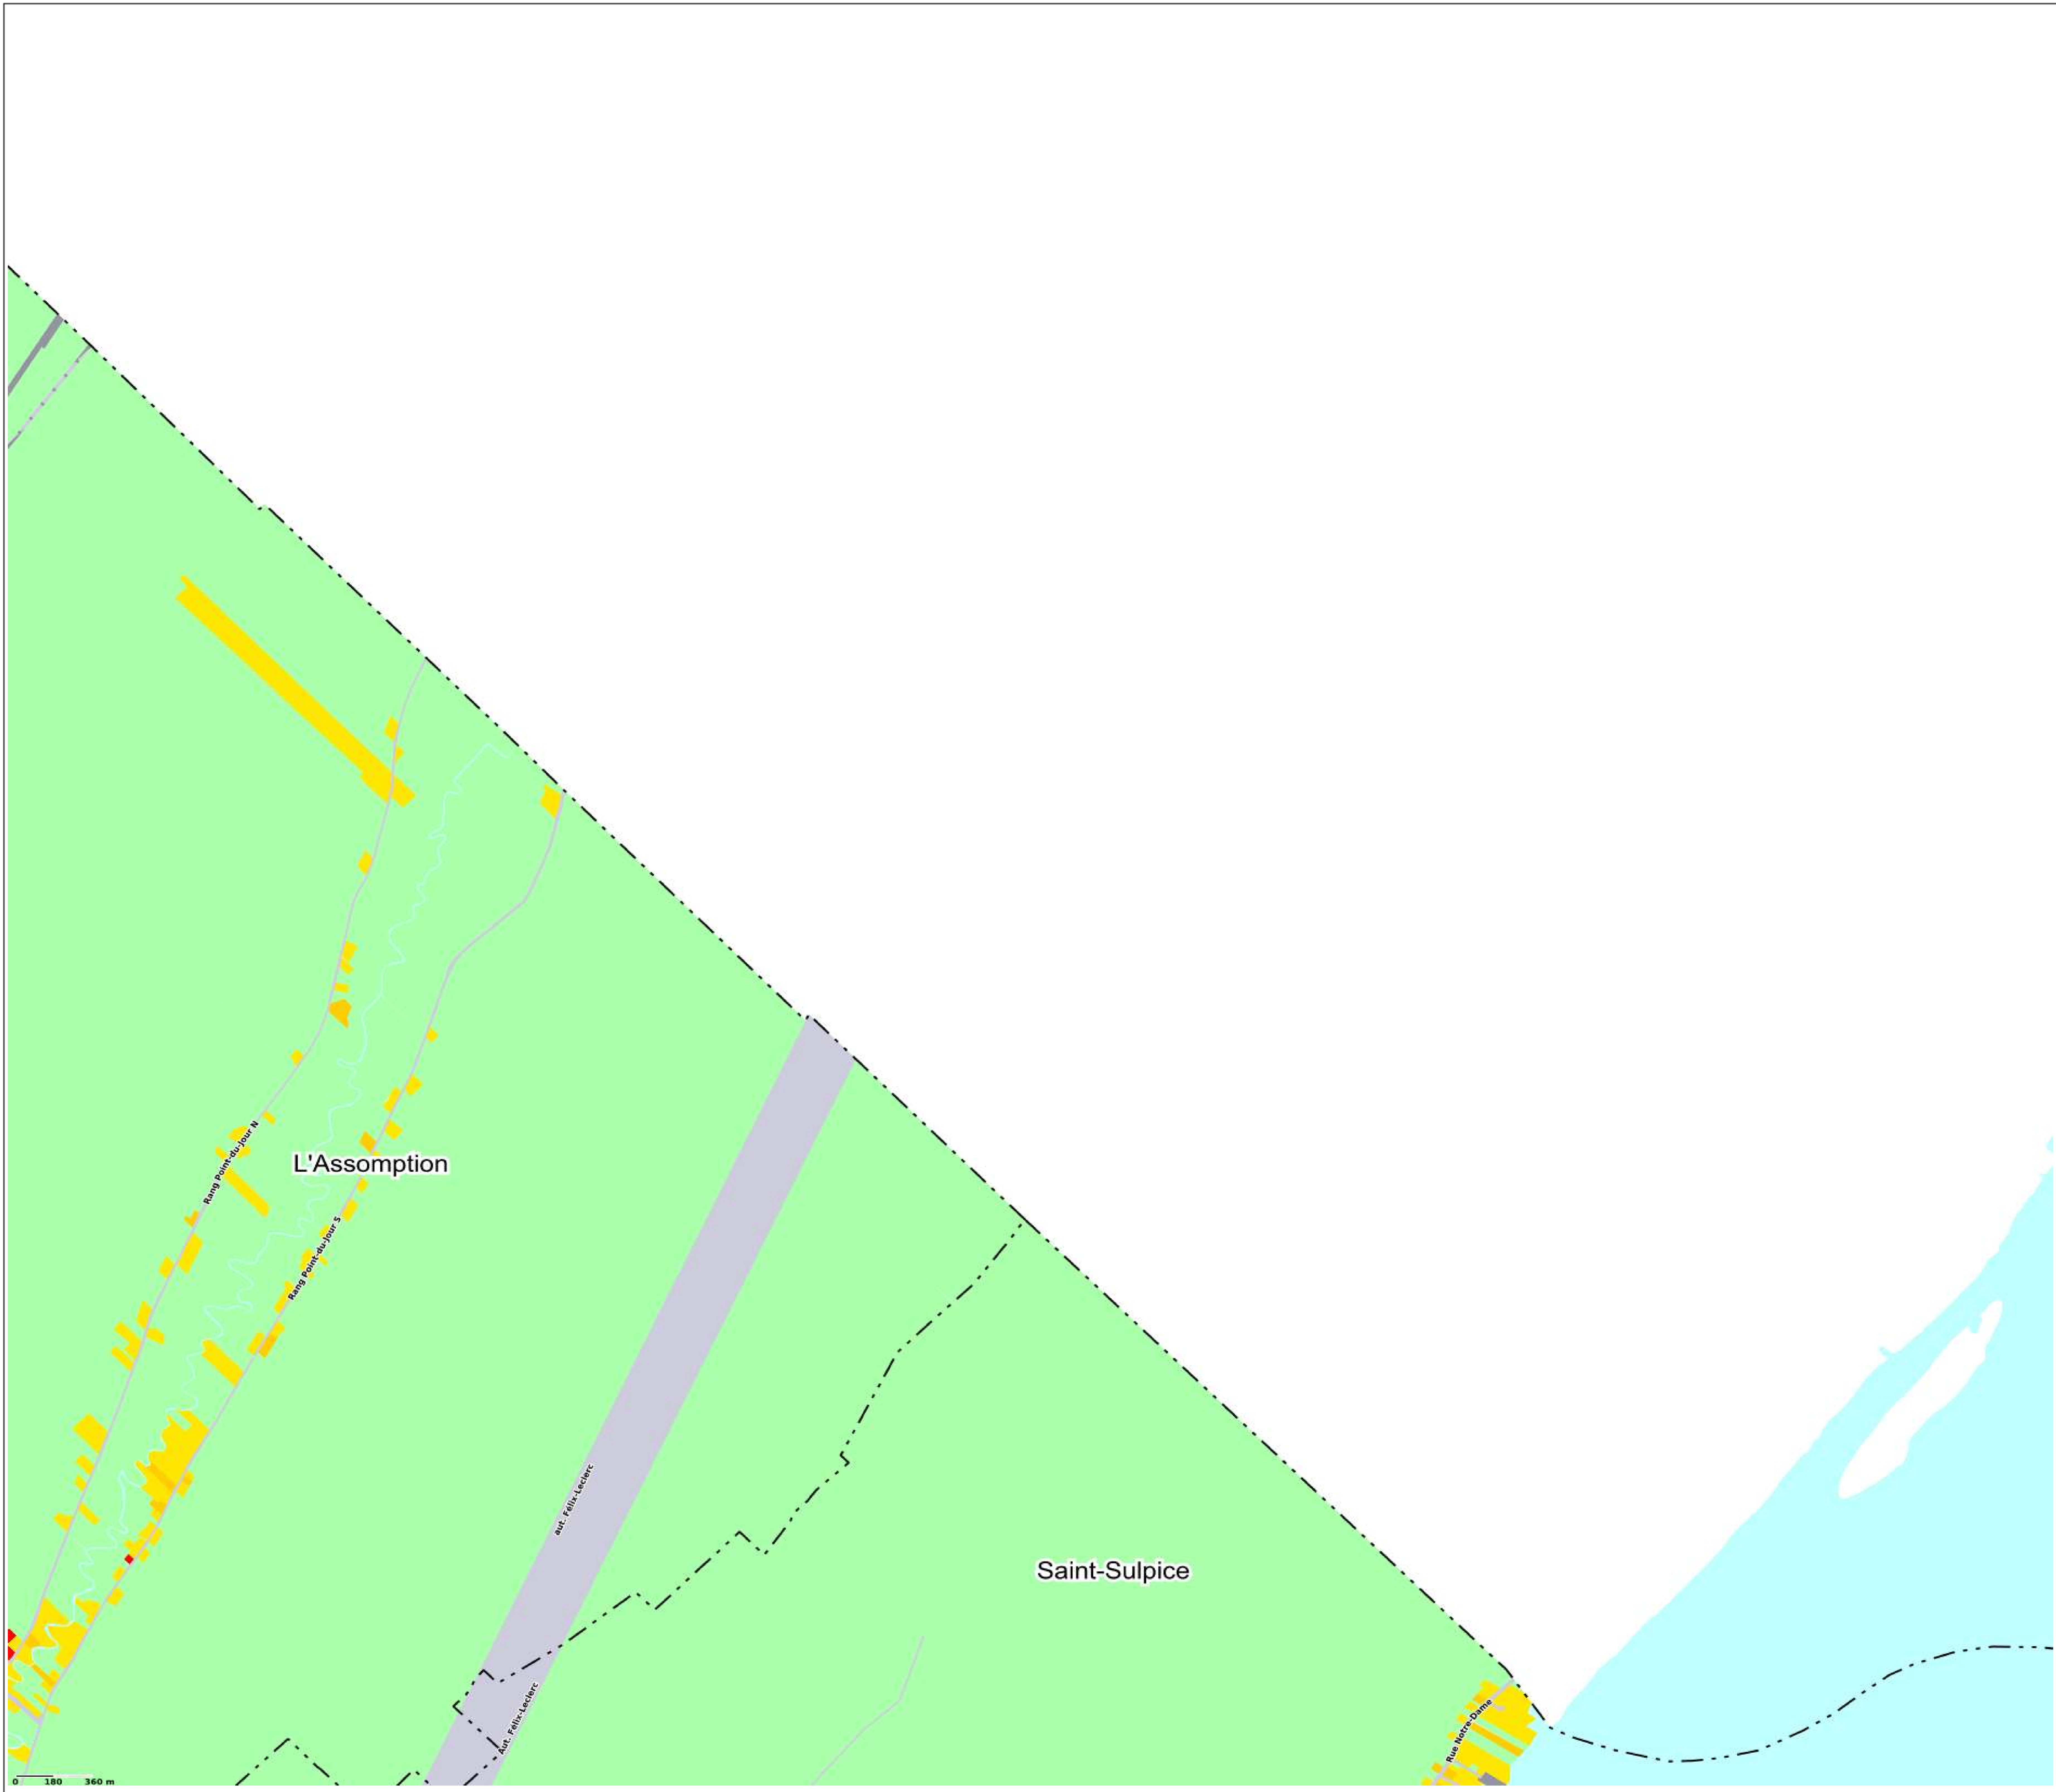 Rang Point-du-Jour N
L'Assomption
Rang Point-du-Jour S
aut. Félix-Leclerc
Saint-Sulpice
Aut. Félix-Leclerc
Rue Notre-Dame
0 180 360 m